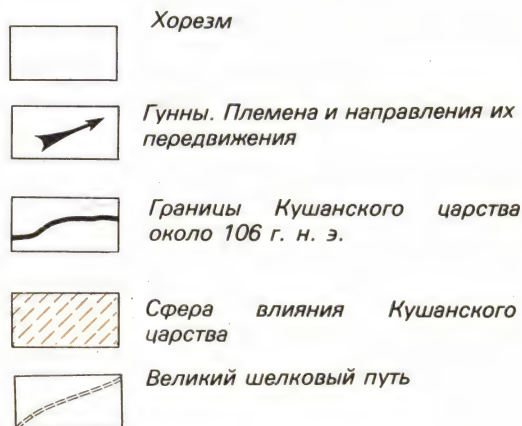 Хорезм
Гунны. Племена и направления их
передвижения
Границы Кушанского царства
около 106 г. н. э.
Сфера влияния Кушанского
царства
Великий шелковый путь